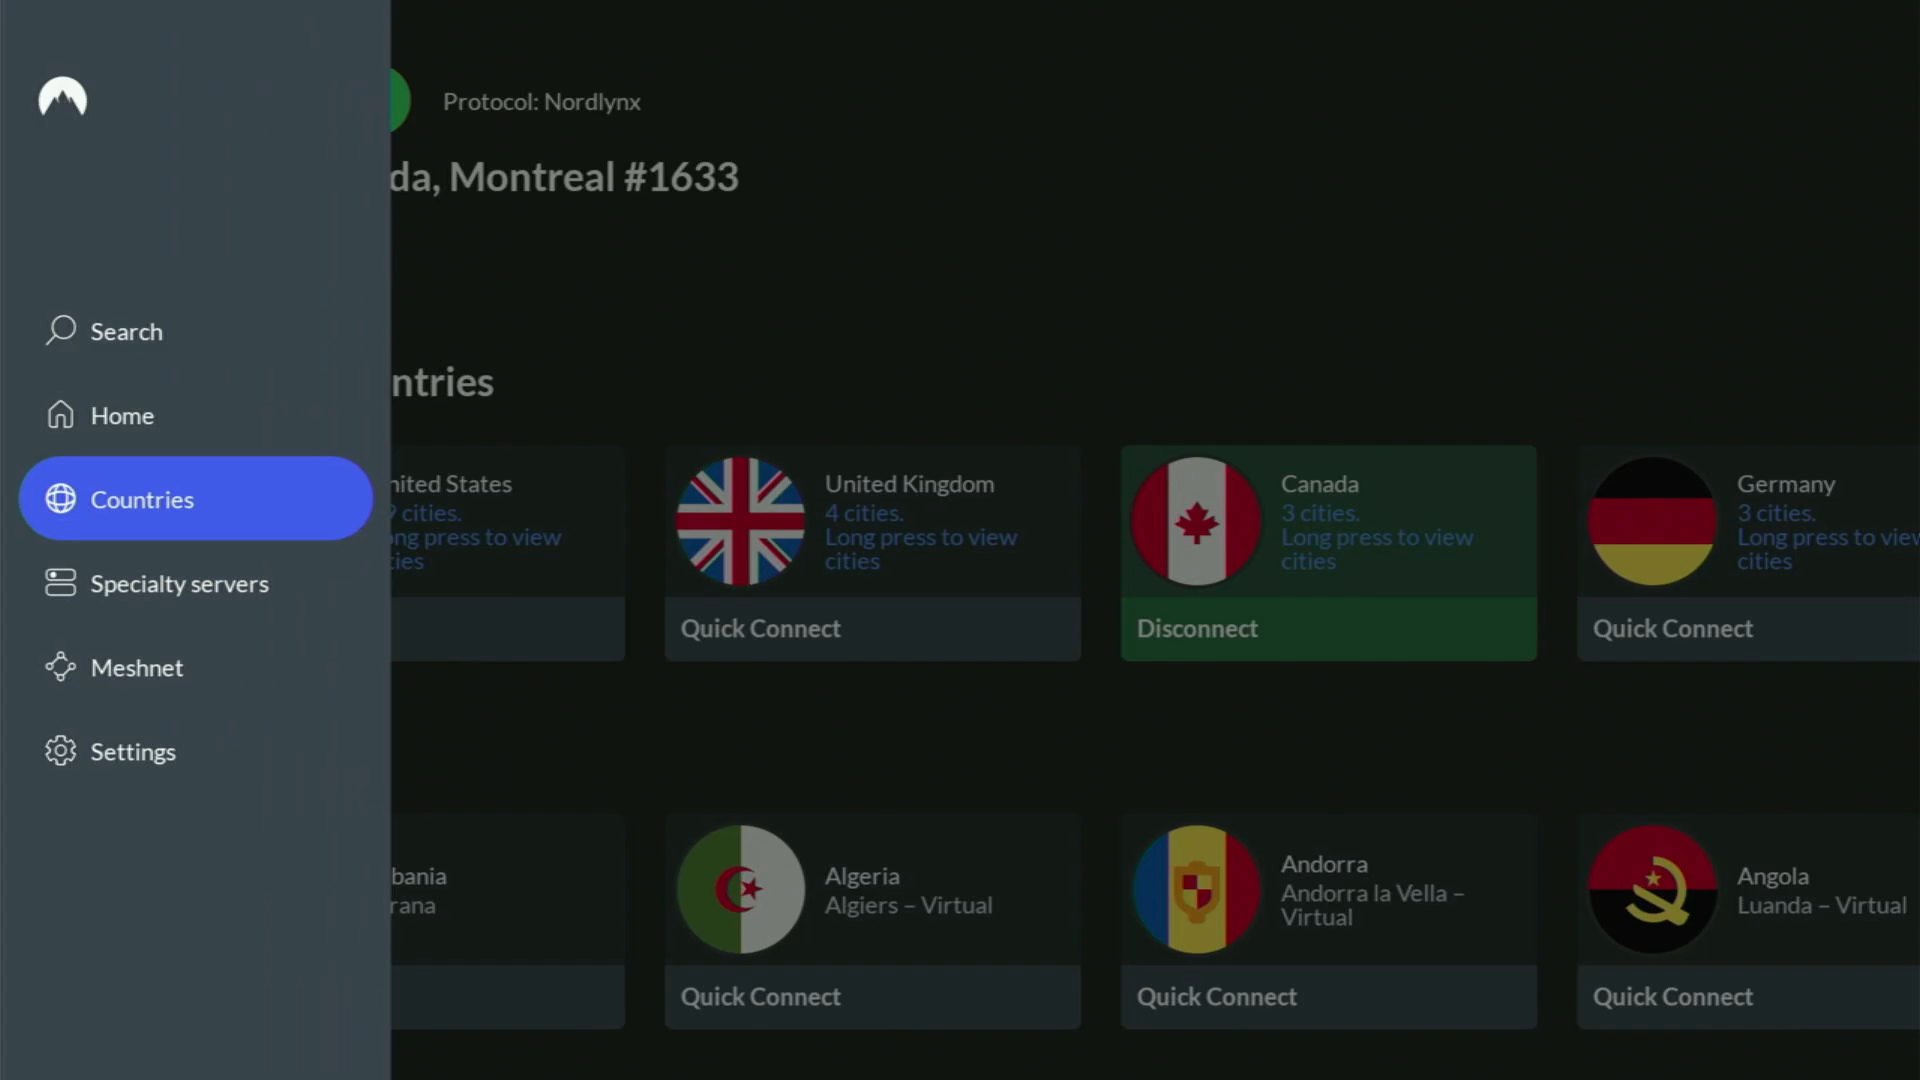 Protocol: Nordlynx
da, Montreal #1633
Search
Home
Countries
Specialty servers
Meshnet
Settings
ntries
nited States
9 cities.
ong press to view
ties
United Kingdom
4 cities.
Long press to view
cities
Quick Connect
Canada
3 cities.
Long press to view
cities
Disconnect
Germany
3 cities.
Long press to view
cities
Quick Connect
bania
rana
Algeria
Algiers – Virtual
Quick Connect
Andorra
Andorra la Vella –
Virtual
Quick Connect
Angola
Luanda – Virtual
Quick Connect